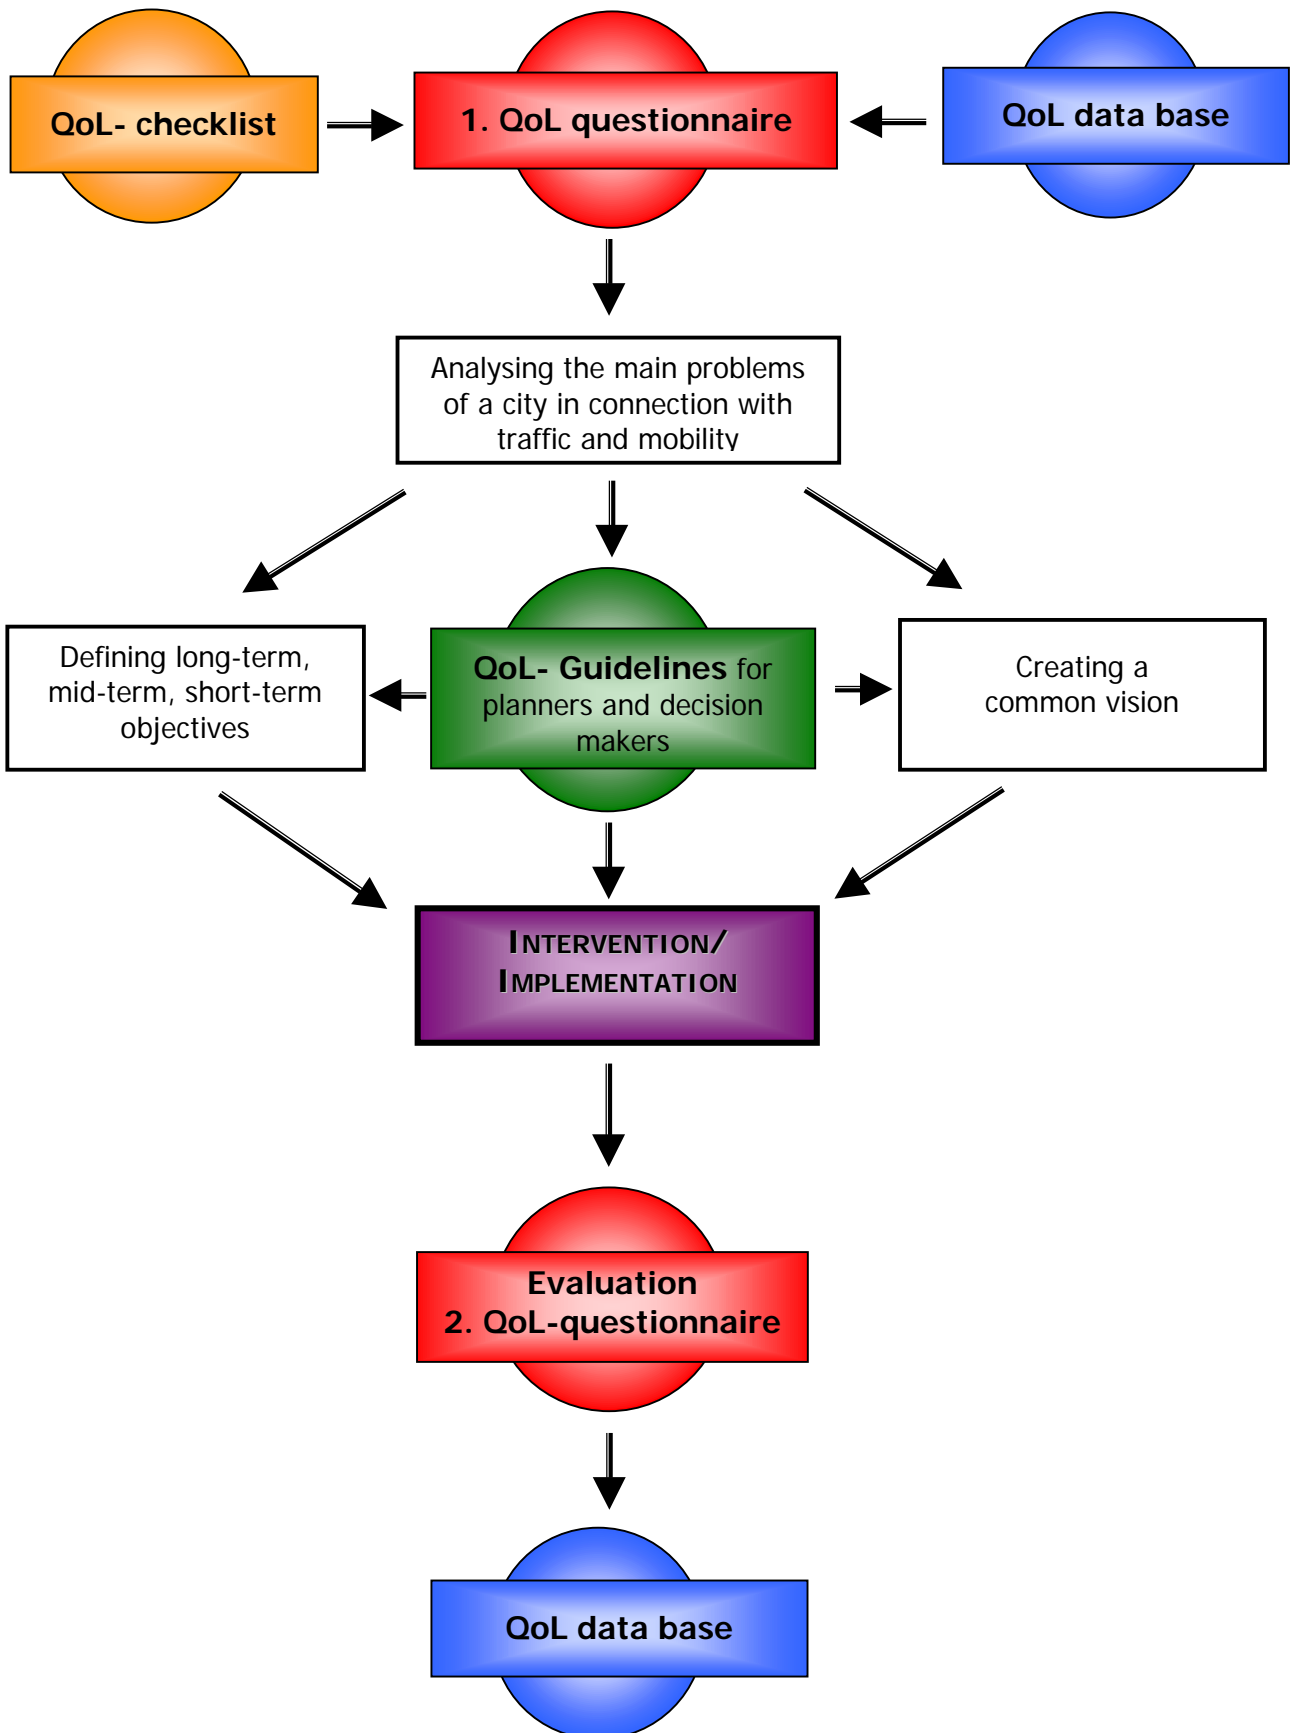 QoL- checklist
1. QoL questionnaire
QoL data base
Analysing the main problems
of a city in connection with
traffic and mobility
Defining long-term,
mid-term, short-term
objectives
QoL- Guidelines for
planners and decision
makers
Creating a
common vision
INTERVENTION/
IMPLEMENTATION
Evaluation
2. QoL-questionnaire
QoL data base